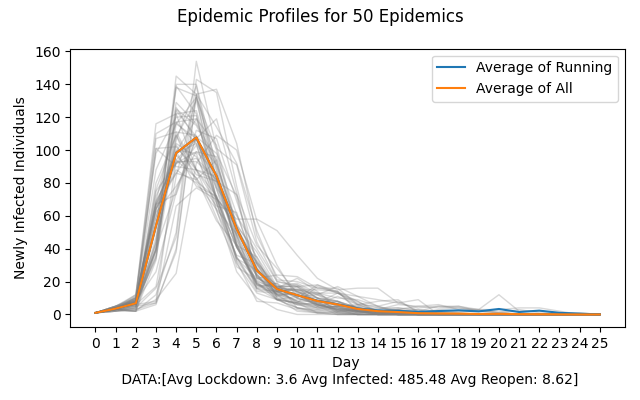 Epidemic Profiles for 50 Epidemics
160
140
120
100
80
60
40
20
0
Newly Infected Individuals
Average of Running
Average of All
0 1 2 3 4 5 6 7 8 9 10 11 12 13 14 15 16 17 18 19 20 21 22 23 24 25
Day
DATA:[Avg Lockdown: 3.6 Avg Infected: 485.48 Avg Reopen: 8.62]